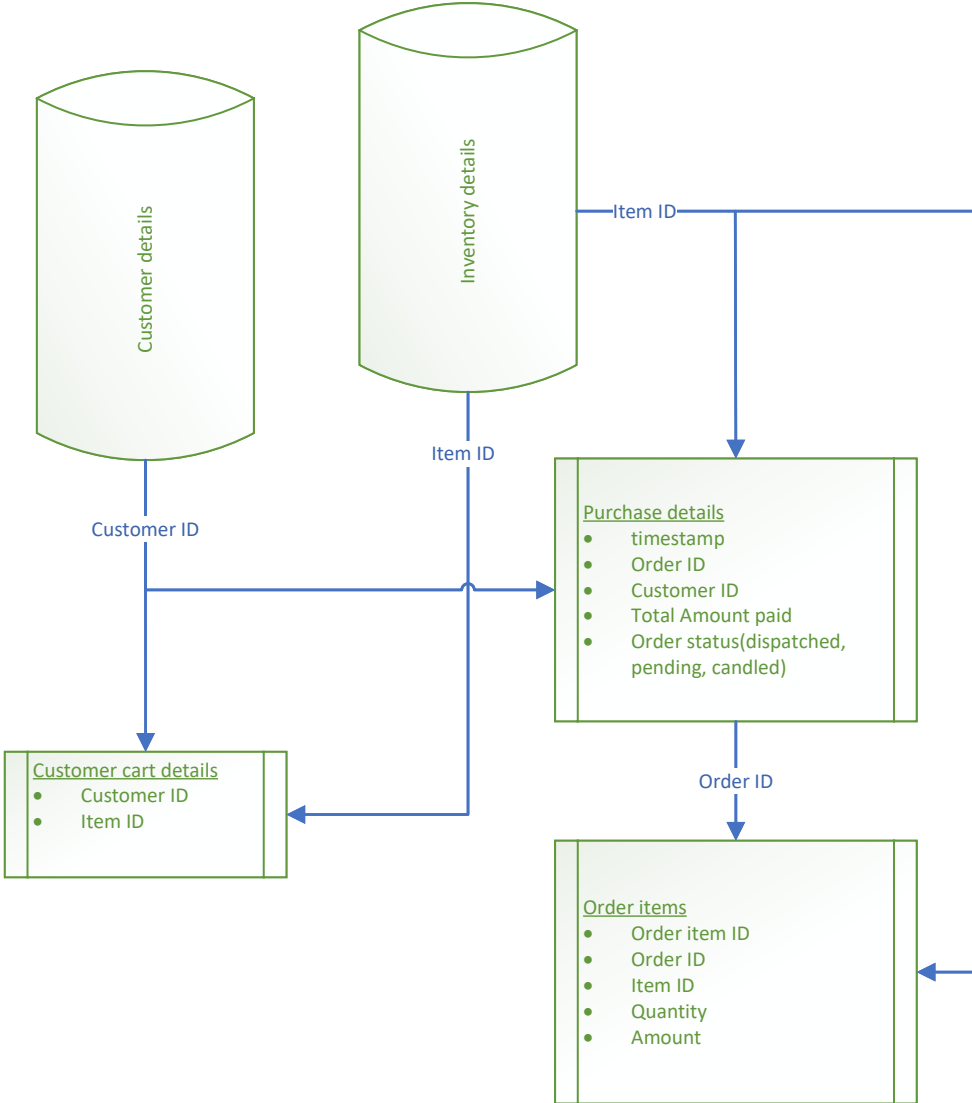 Customer details
Inventory details
Item ID
Item ID
Customer ID
Purchase details
• timestamp
• Order ID
• Customer ID
• Total Amount paid
• Order status(dispatched,
pending, candled)
Customer cart details
• Customer ID
• Item ID
Order ID
Order items
• Order item ID
• Order ID
• Item ID
• Quantity
• Amount